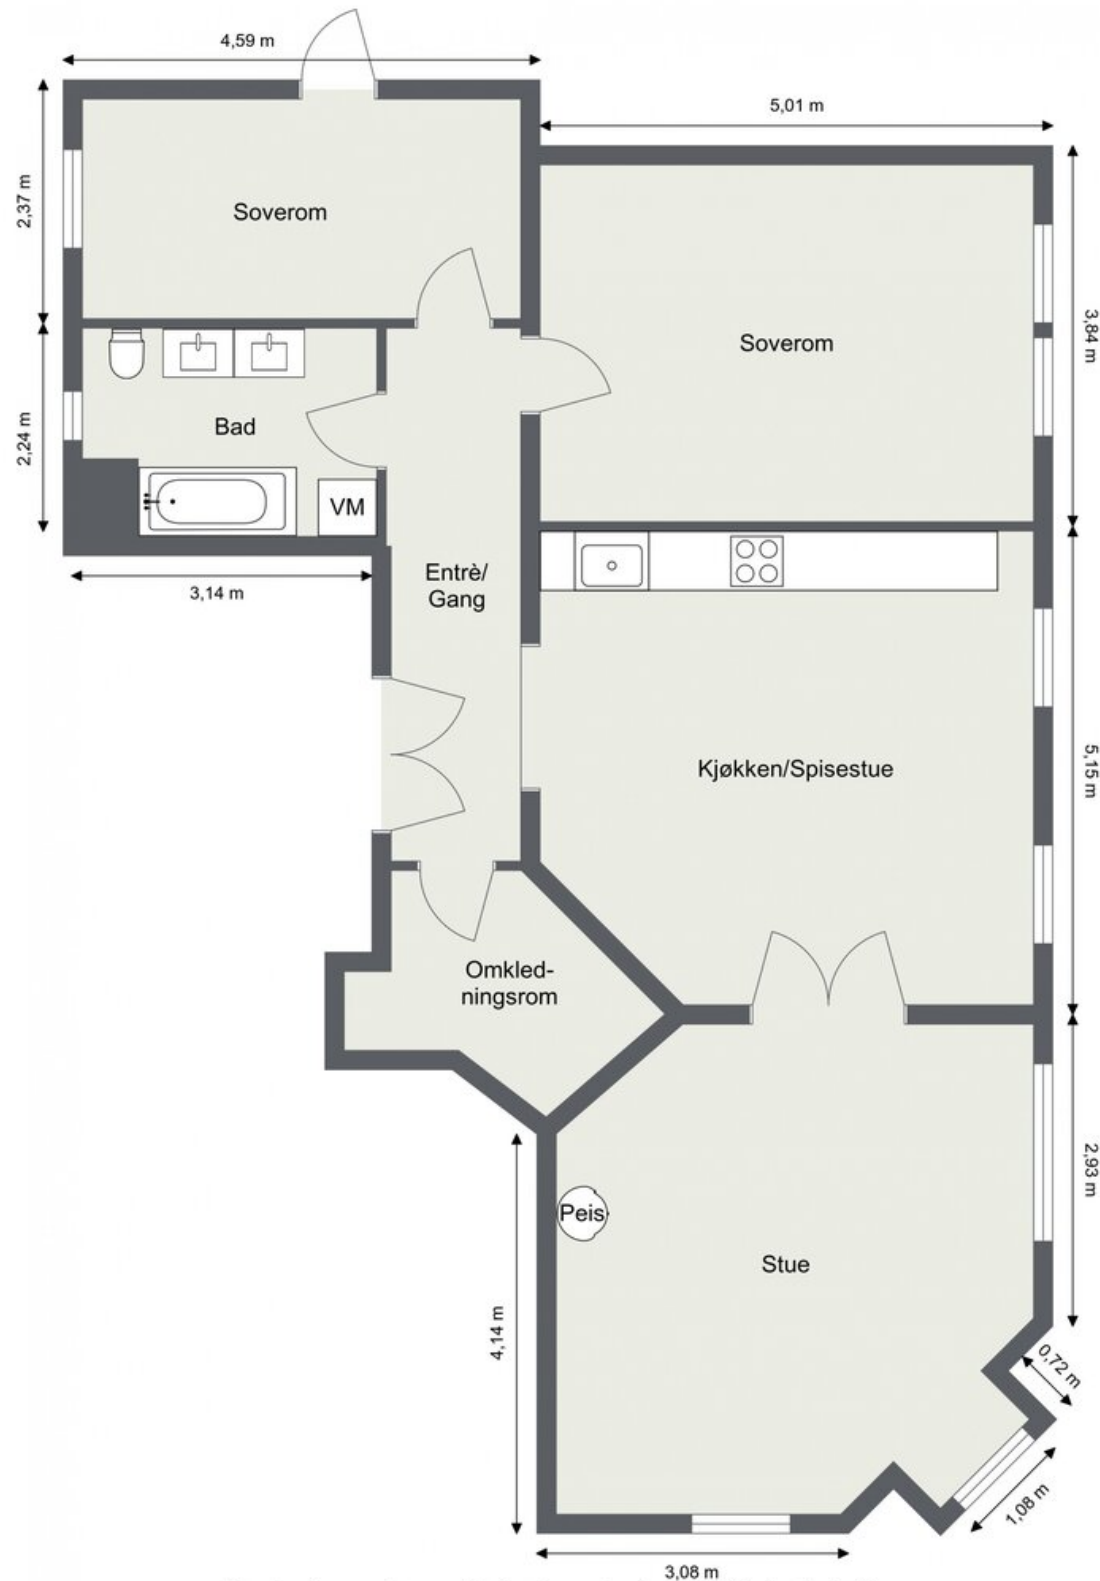 4,59 m
5,01 m
2,37 m
Soverom
Soverom
3,84 m
Bad
2,24 m
VM
3,14 m
Entrè/
Gang
Kjøkken/Spisestue
5,15 m
Omkled-
ningsrom
2,93 m
Peis
Stue
4,14 m
0,72 m
1,08 m
3,08 m